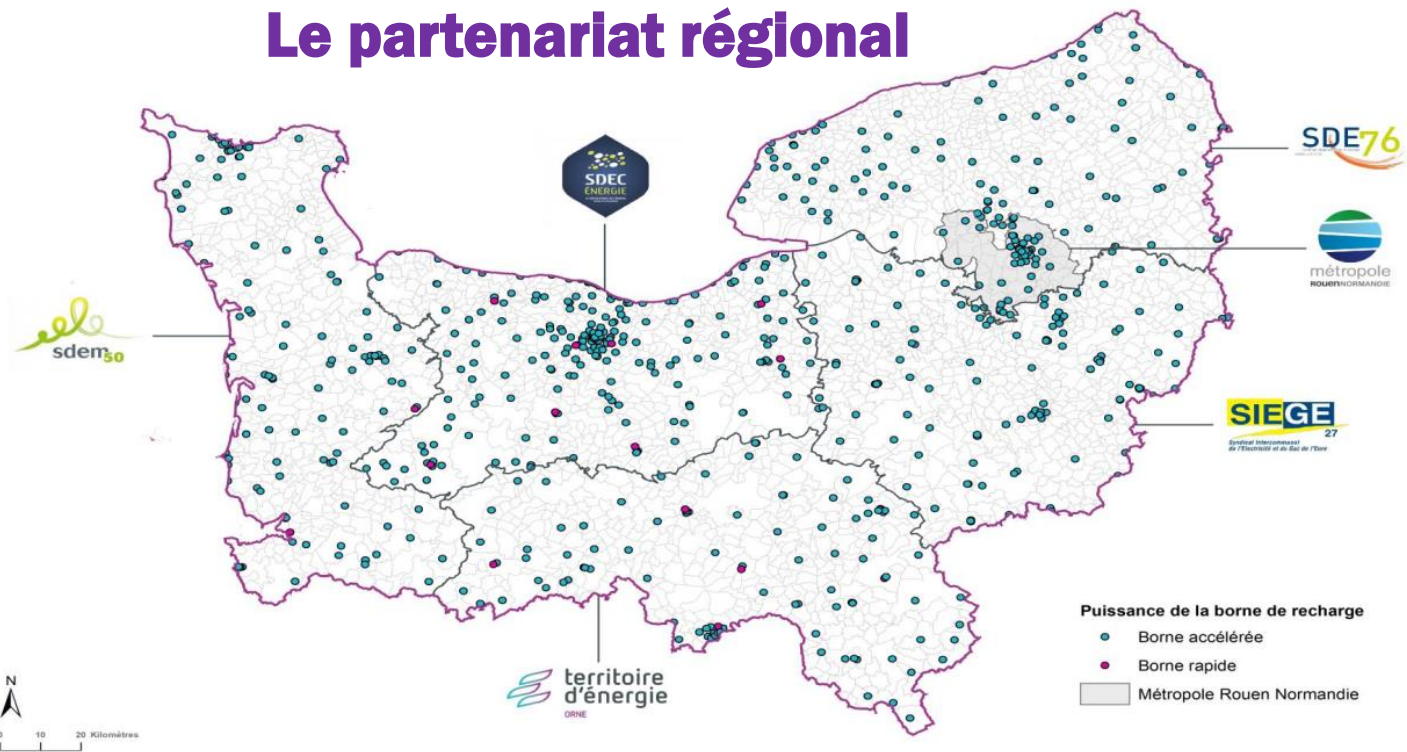 Le partenariat régional
SDEC
ÉNERGIE
SDE76
métropole
ROUENNORMANDIE
sdem50
SIEGE
27
Syndicat Intercommunal
de l'Electricité et du Gaz de l'Eure
territoire
d'énergie
ORNE
Puissance de la borne de recharge
Borne accélérée
Borne rapide
Métropole Rouen Normandie
N
0 10 20 Kilomètres